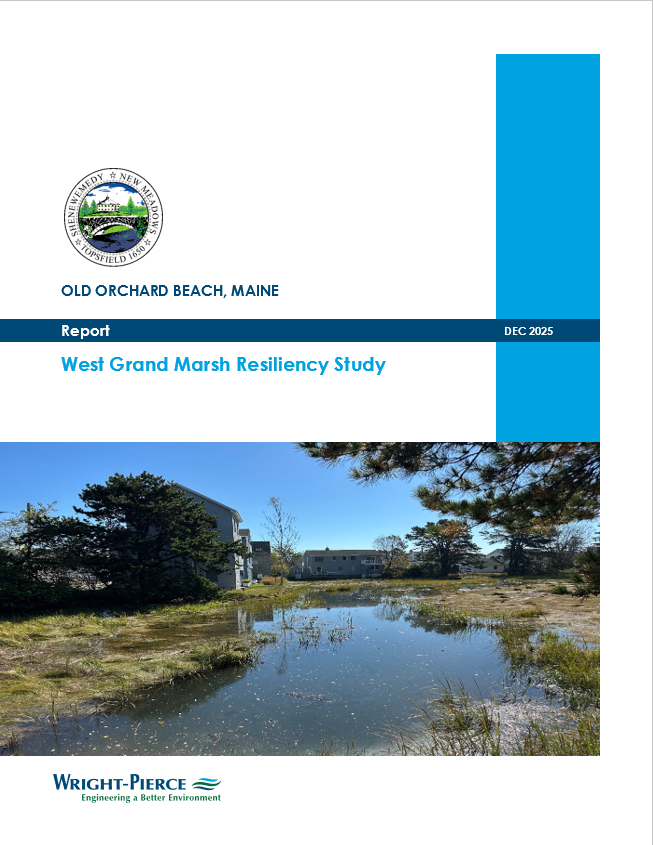 SHENEWEMEDY ☆ NEW MEADOWS
☆ TOPSFIELD 1650 ☆
OLD ORCHARD BEACH, MAINE
Report
DEC 2025
West Grand Marsh Resiliency Study
WRIGHT-PIERCE
Engineering a Better Environment